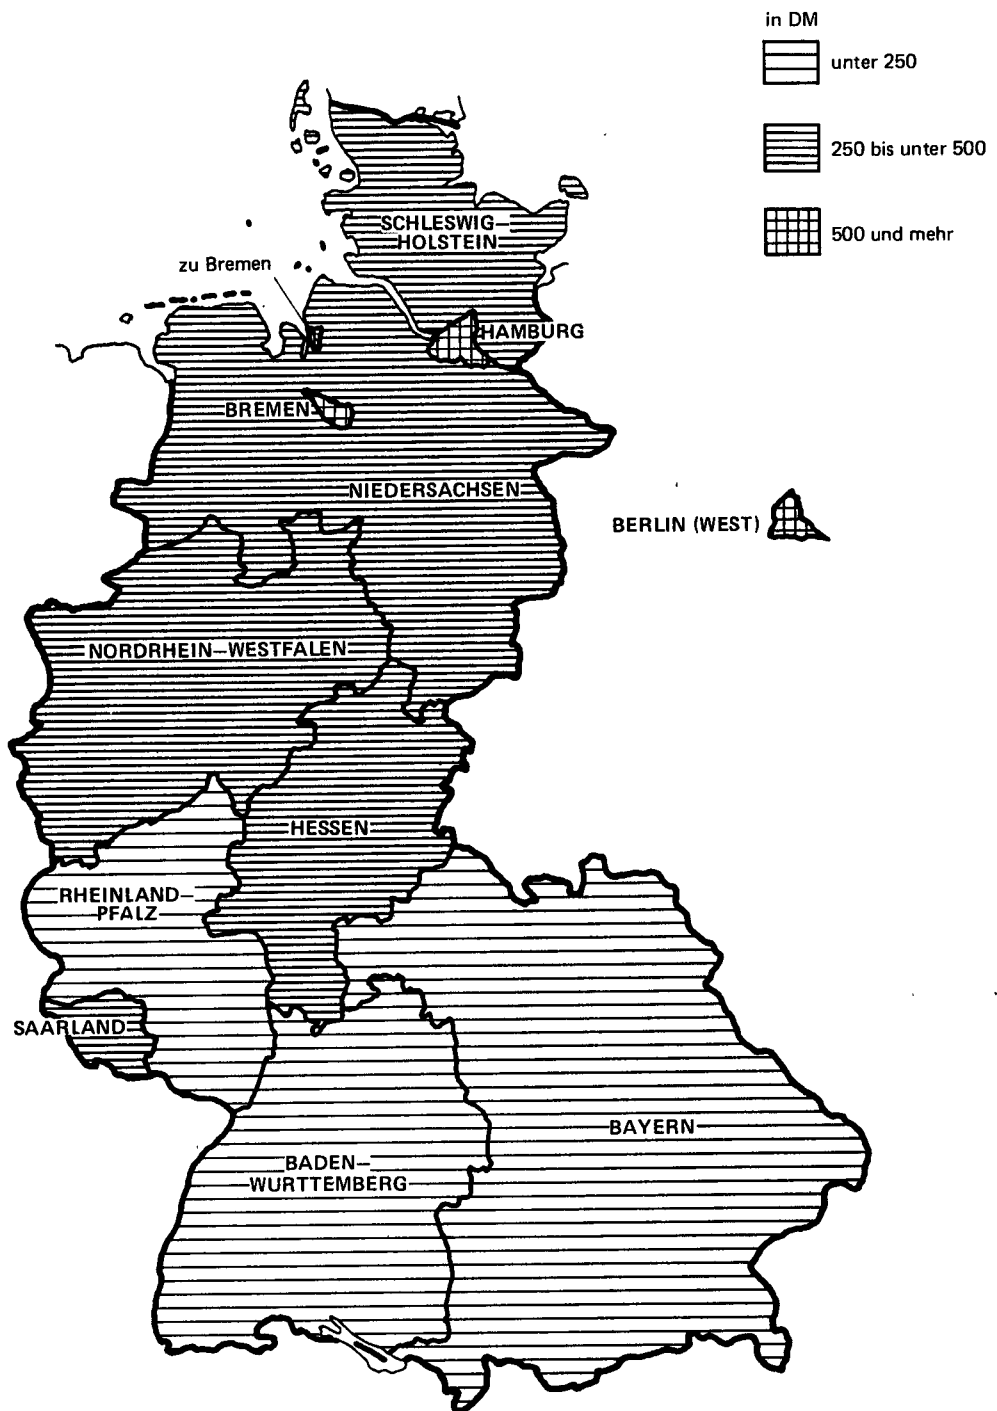 in DM
unter 250
250 bis unter 500
500 und mehr
SCHLESWIG–
HOLSTEIN
zu Bremen
HAMBURG
BREMEN
NIEDERSACHSEN
BERLIN (WEST)
NORDRHEIN–WESTFALEN
HESSEN
RHEINLAND–
PFALZ
SAARLAND
BAYERN
BADEN–
WURTTEMBERG